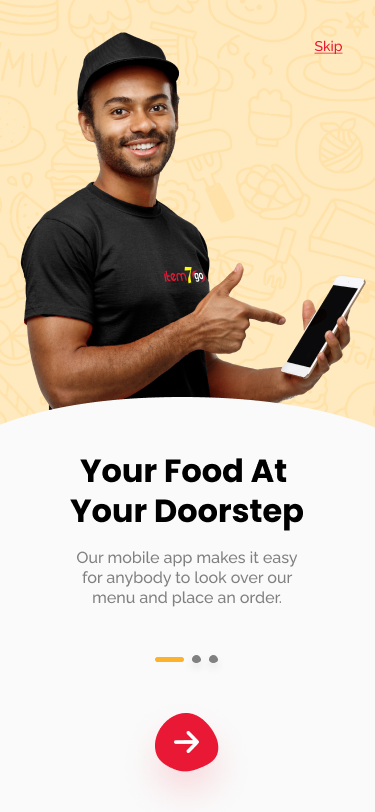 Skip
item7go
Your Food At
Your Doorstep
Our mobile app makes it easy
for anybody to look over our
menu and place an order.